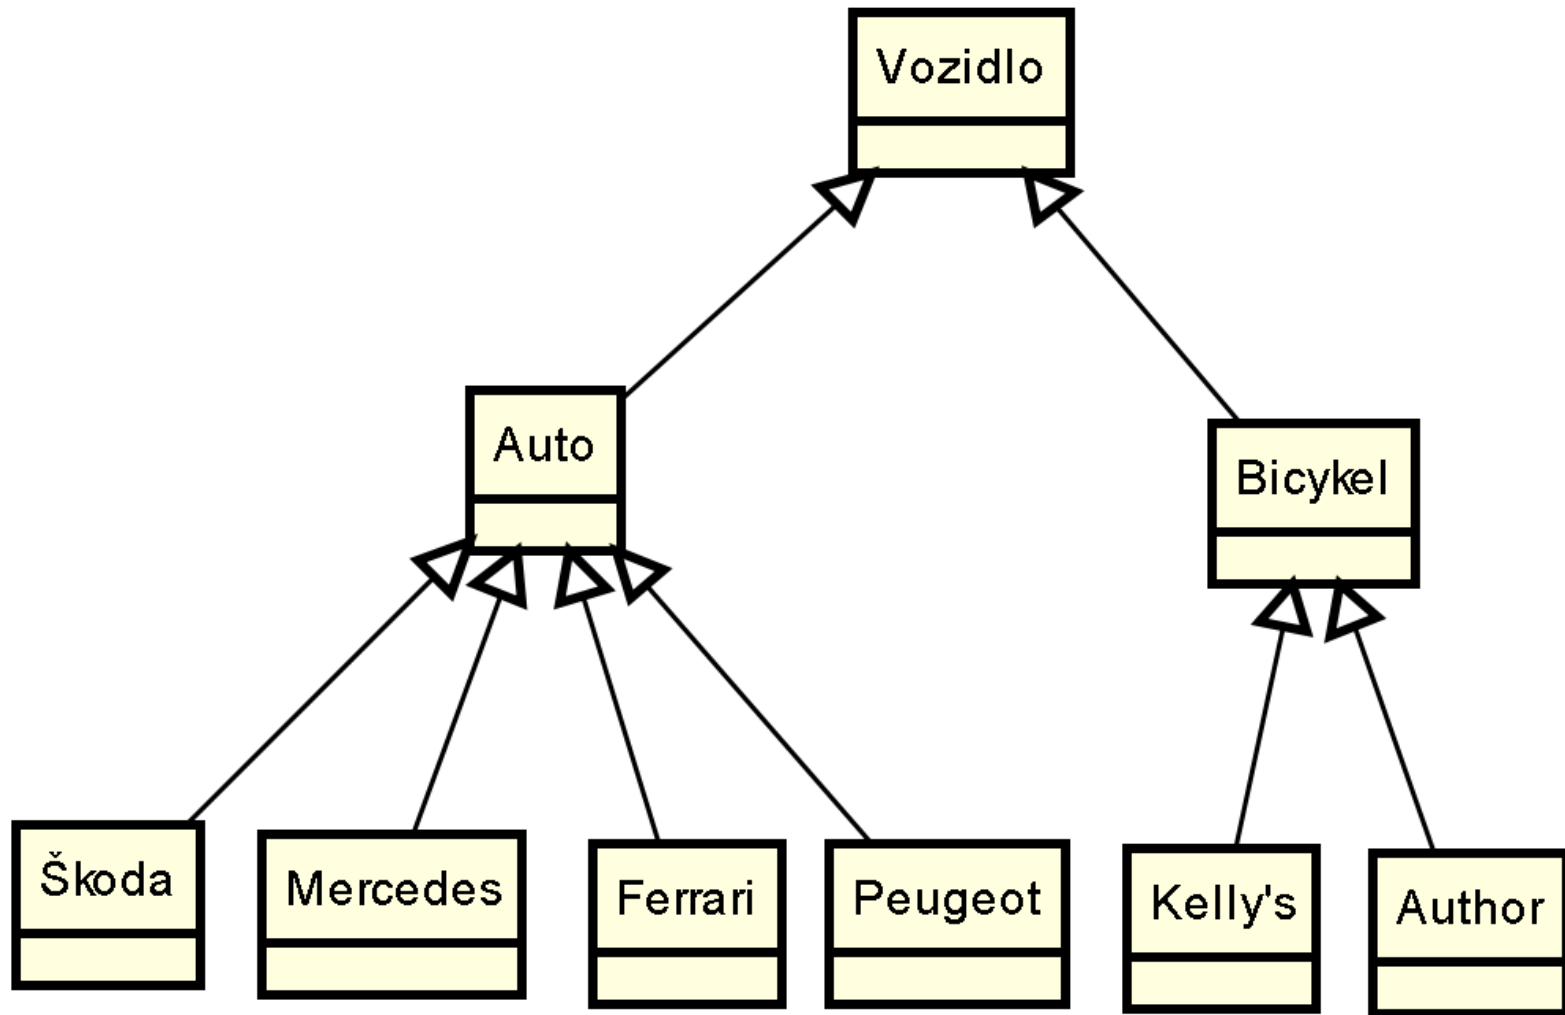 Vozidlo
Auto
Bicykel
Škoda
Mercedes
Ferrari
Peugeot
Kelly's
Author